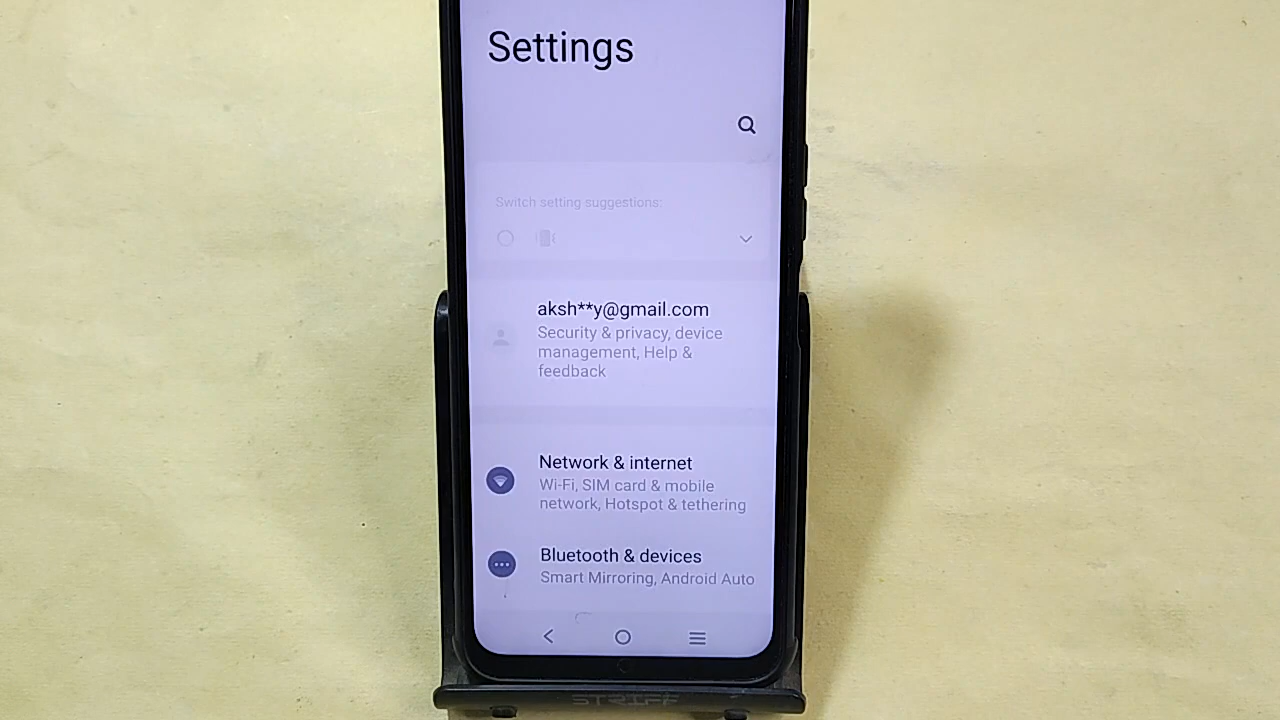 Settings
Switch setting suggestions:
aksh**y@gmail.com
Security & privacy, device
management, Help &
feedback
Network & internet
Wi-Fi, SIM card & mobile
network, Hotspot & tethering
Bluetooth & devices
Smart Mirroring, Android Auto
STRIFF